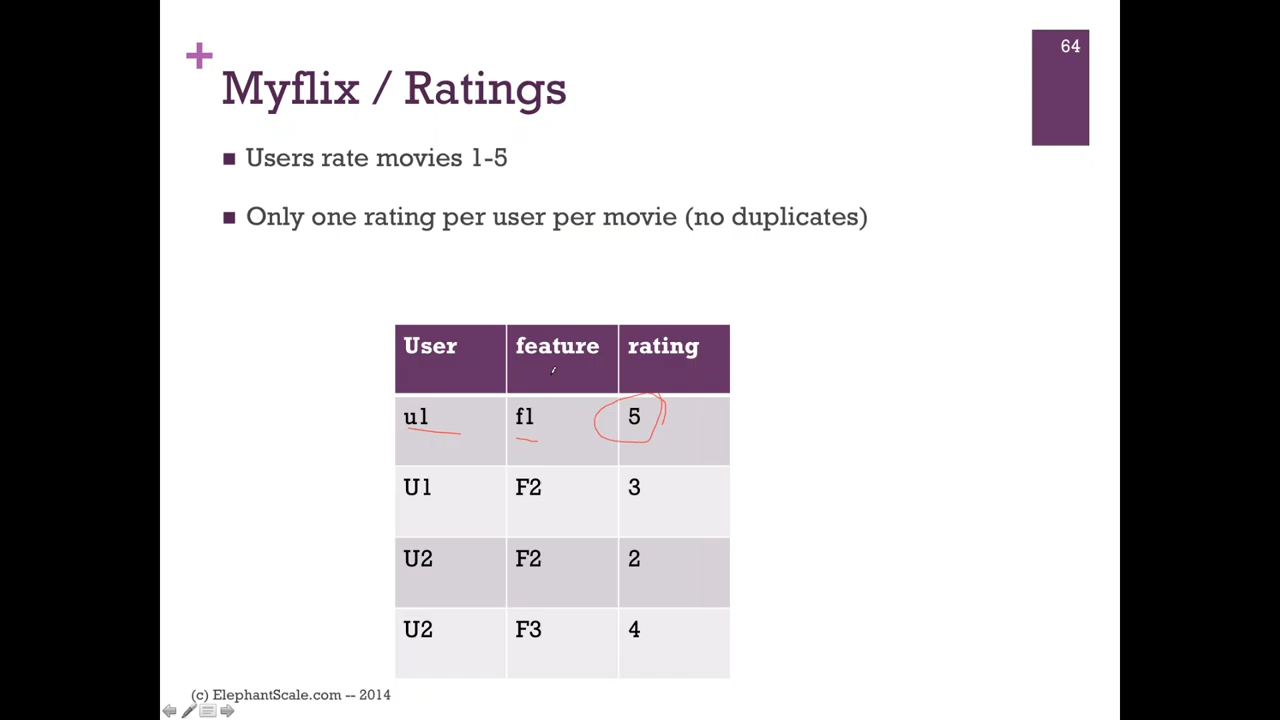 64
+
Myflix / Ratings
■ Users rate movies 1-5
■ Only one rating per user per movie (no duplicates)
User feature rating
u1 f1 5
U1 F2 3
U2 F2 2
U2 F3 4
(c) ElephantScale.com -- 2014